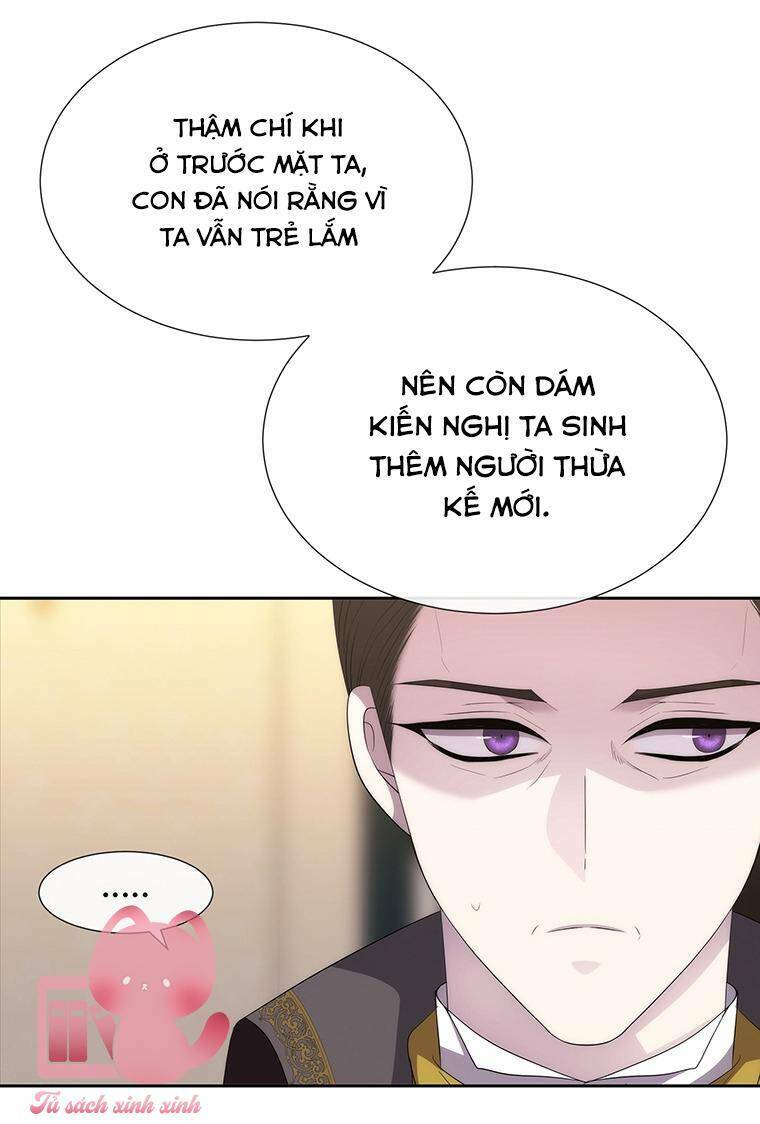 THẬM CHÍ KHI
Ở TRƯỚC MẶT TA,
CON ĐÃ NÓI RẰNG VÌ
TA VẪN TRẺ LẮM
NÊN CÒN DÁM
KIẾN NGHỊ TA SINH
THÊM NGƯỜI THỪA
KẾ MỚI.
.....
Tủ sách xinh xinh